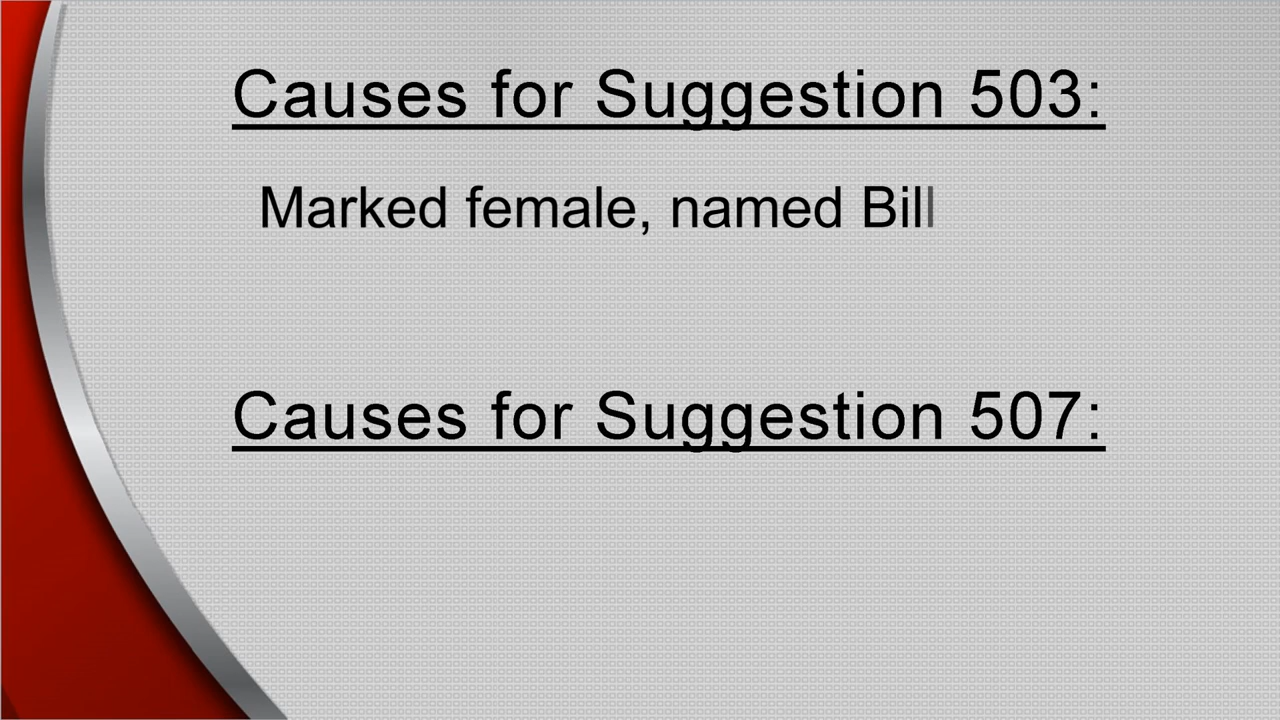 Causes for Suggestion 503:
Marked female, named Bill
Causes for Suggestion 507: